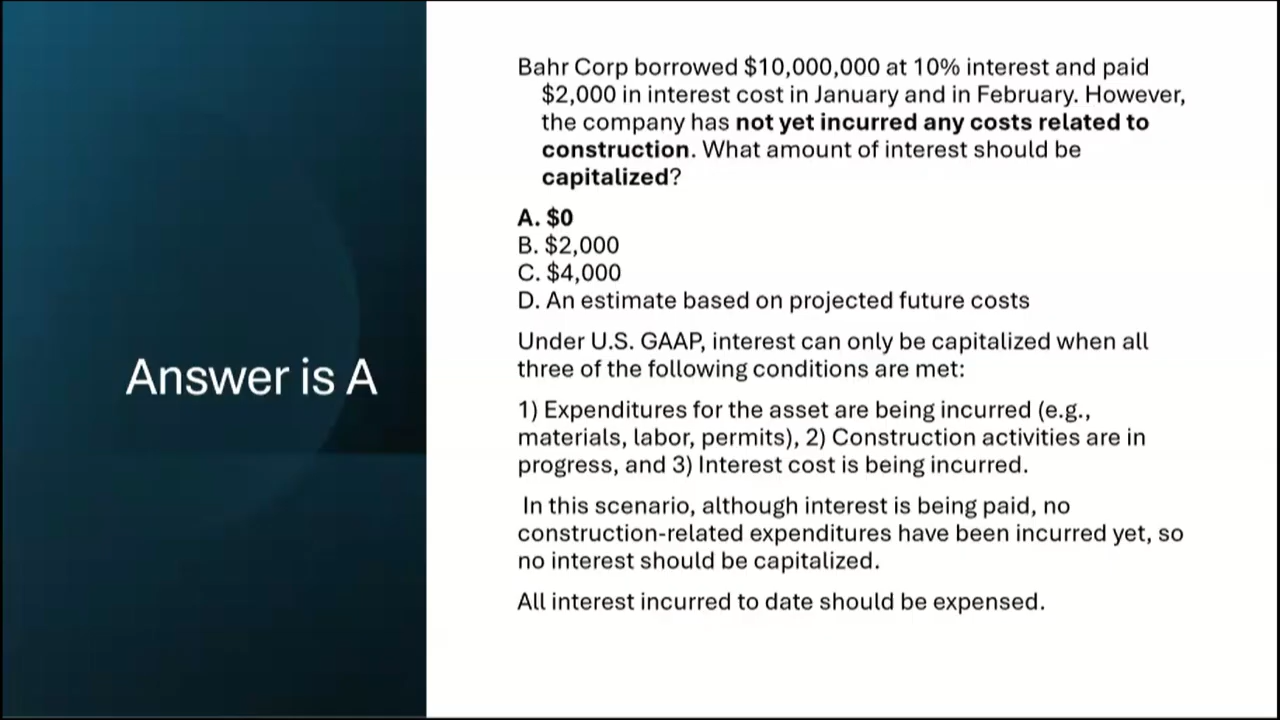 Answer is A
Bahr Corp borrowed $10,000,000 at 10% interest and paid
$2,000 in interest cost in January and in February. However,
the company has not yet incurred any costs related to
construction. What amount of interest should be
capitalized?
A. $0
B. $2,000
C. $4,000
D. An estimate based on projected future costs
Under U.S. GAAP, interest can only be capitalized when all
three of the following conditions are met:
1) Expenditures for the asset are being incurred (e.g.,
materials, labor, permits), 2) Construction activities are in
progress, and 3) Interest cost is being incurred.
In this scenario, although interest is being paid, no
construction-related expenditures have been incurred yet, so
no interest should be capitalized.
All interest incurred to date should be expensed.